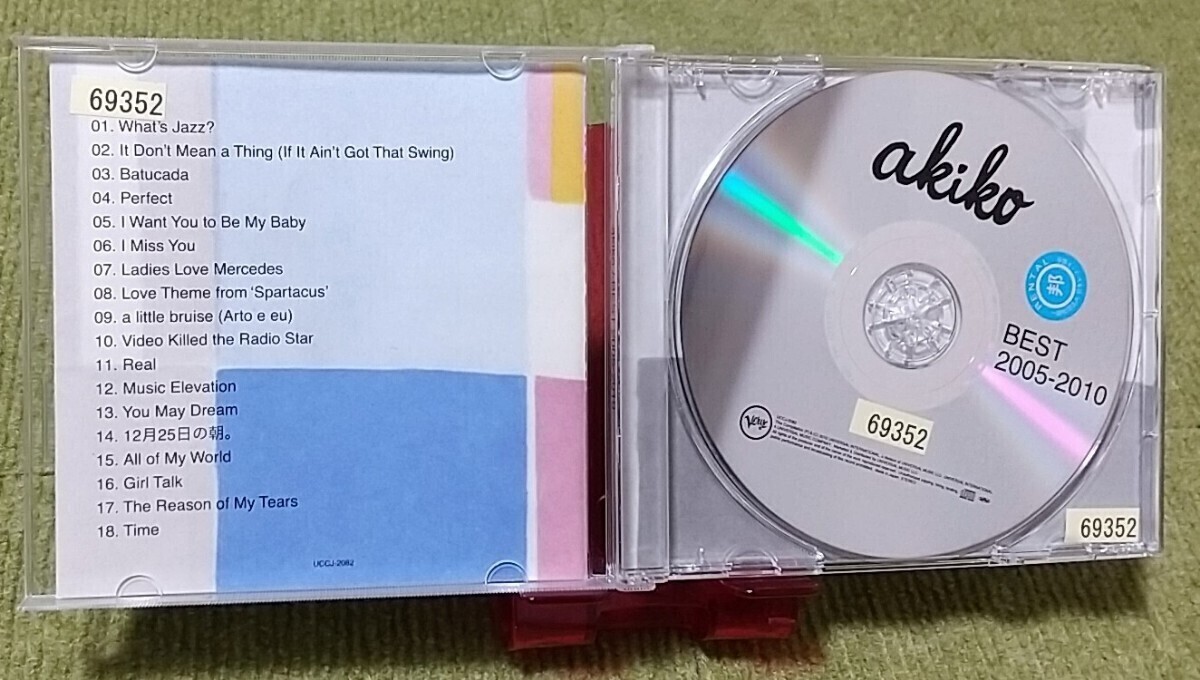 69352
01. What's Jazz?
02. It Don't Mean a Thing (If It Ain't Got That Swing)
03. Batucada
04. Perfect
05. I Want You to Be My Baby
06. I Miss You
07. Ladies Love Mercedes
08. Love Theme from ‘Spartacus’
09. a little bruise (Arto e eu)
10. Video Killed the Radio Star
11. Real
12. Music Elevation
13. You May Dream
14. 12月25日の朝。
15. All of My World
16. Girl Talk
17. The Reason of My Tears
18. Time
UCCJ-2082
akiko
RENTAL
邦
BEST
2005-2010
Verve
69352
69352